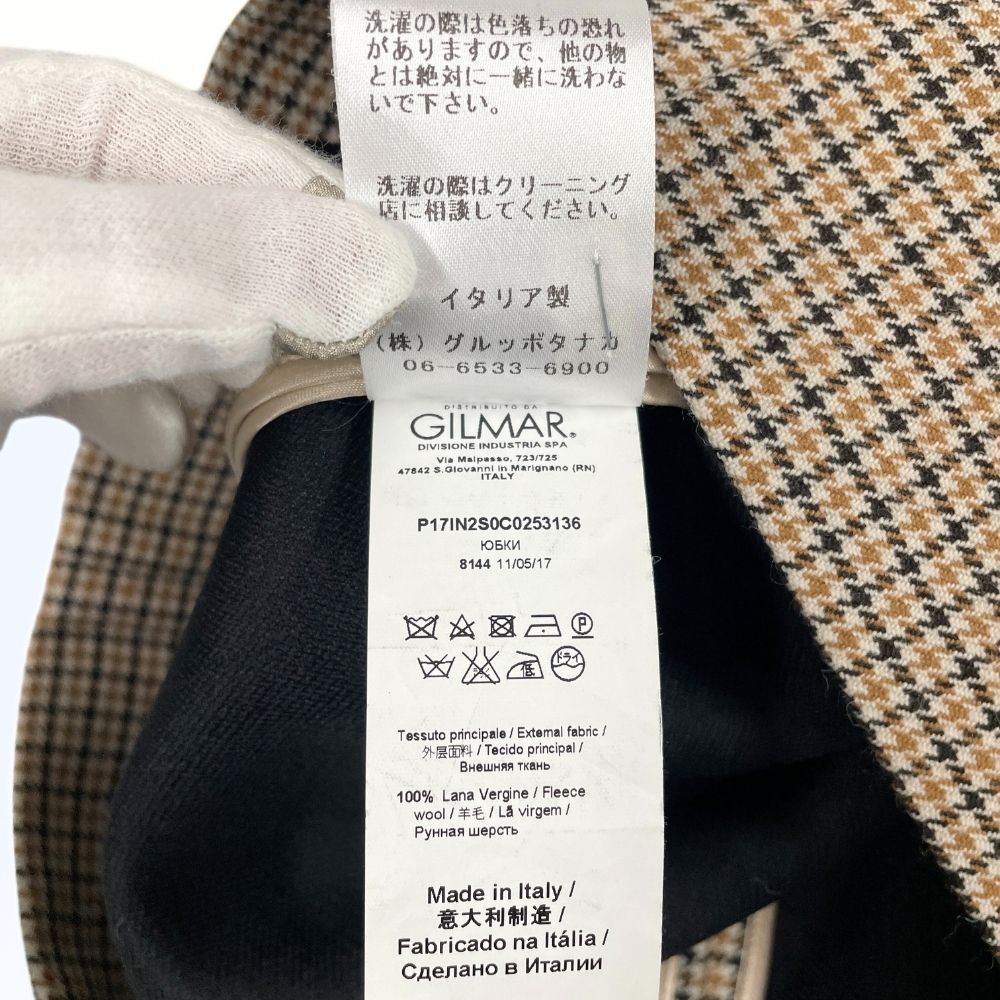 洗濯の際は色落ちの恐れ
がありますので、他の物
とは絶対に一緒に洗わな
いで下さい。
洗濯の際はクリーニング
店に相談してください。
イタリア製
(株)グルッポタナカ
06-6533-6900
DISTRIBUITO DA
GILMAR®
DIVISIONE INDUSTRIA SPA
Via Malpasso, 723/725
47842 S.Giovanni in Marignano (RN)
ITALY
P17IN2S0C0253136
ЮБКИ
8144 11/05/17
P
低 ドライ
Tessuto principale / External fabric /
外层面料 / Tecido principal /
Внешняя ткань
100% Lana Vergine / Fleece
wool / 羊毛 / Lã virgem /
Рунная шерсть
Made in Italy /
意大利制造 /
Fabricado na Itália /
Сделано в Италии